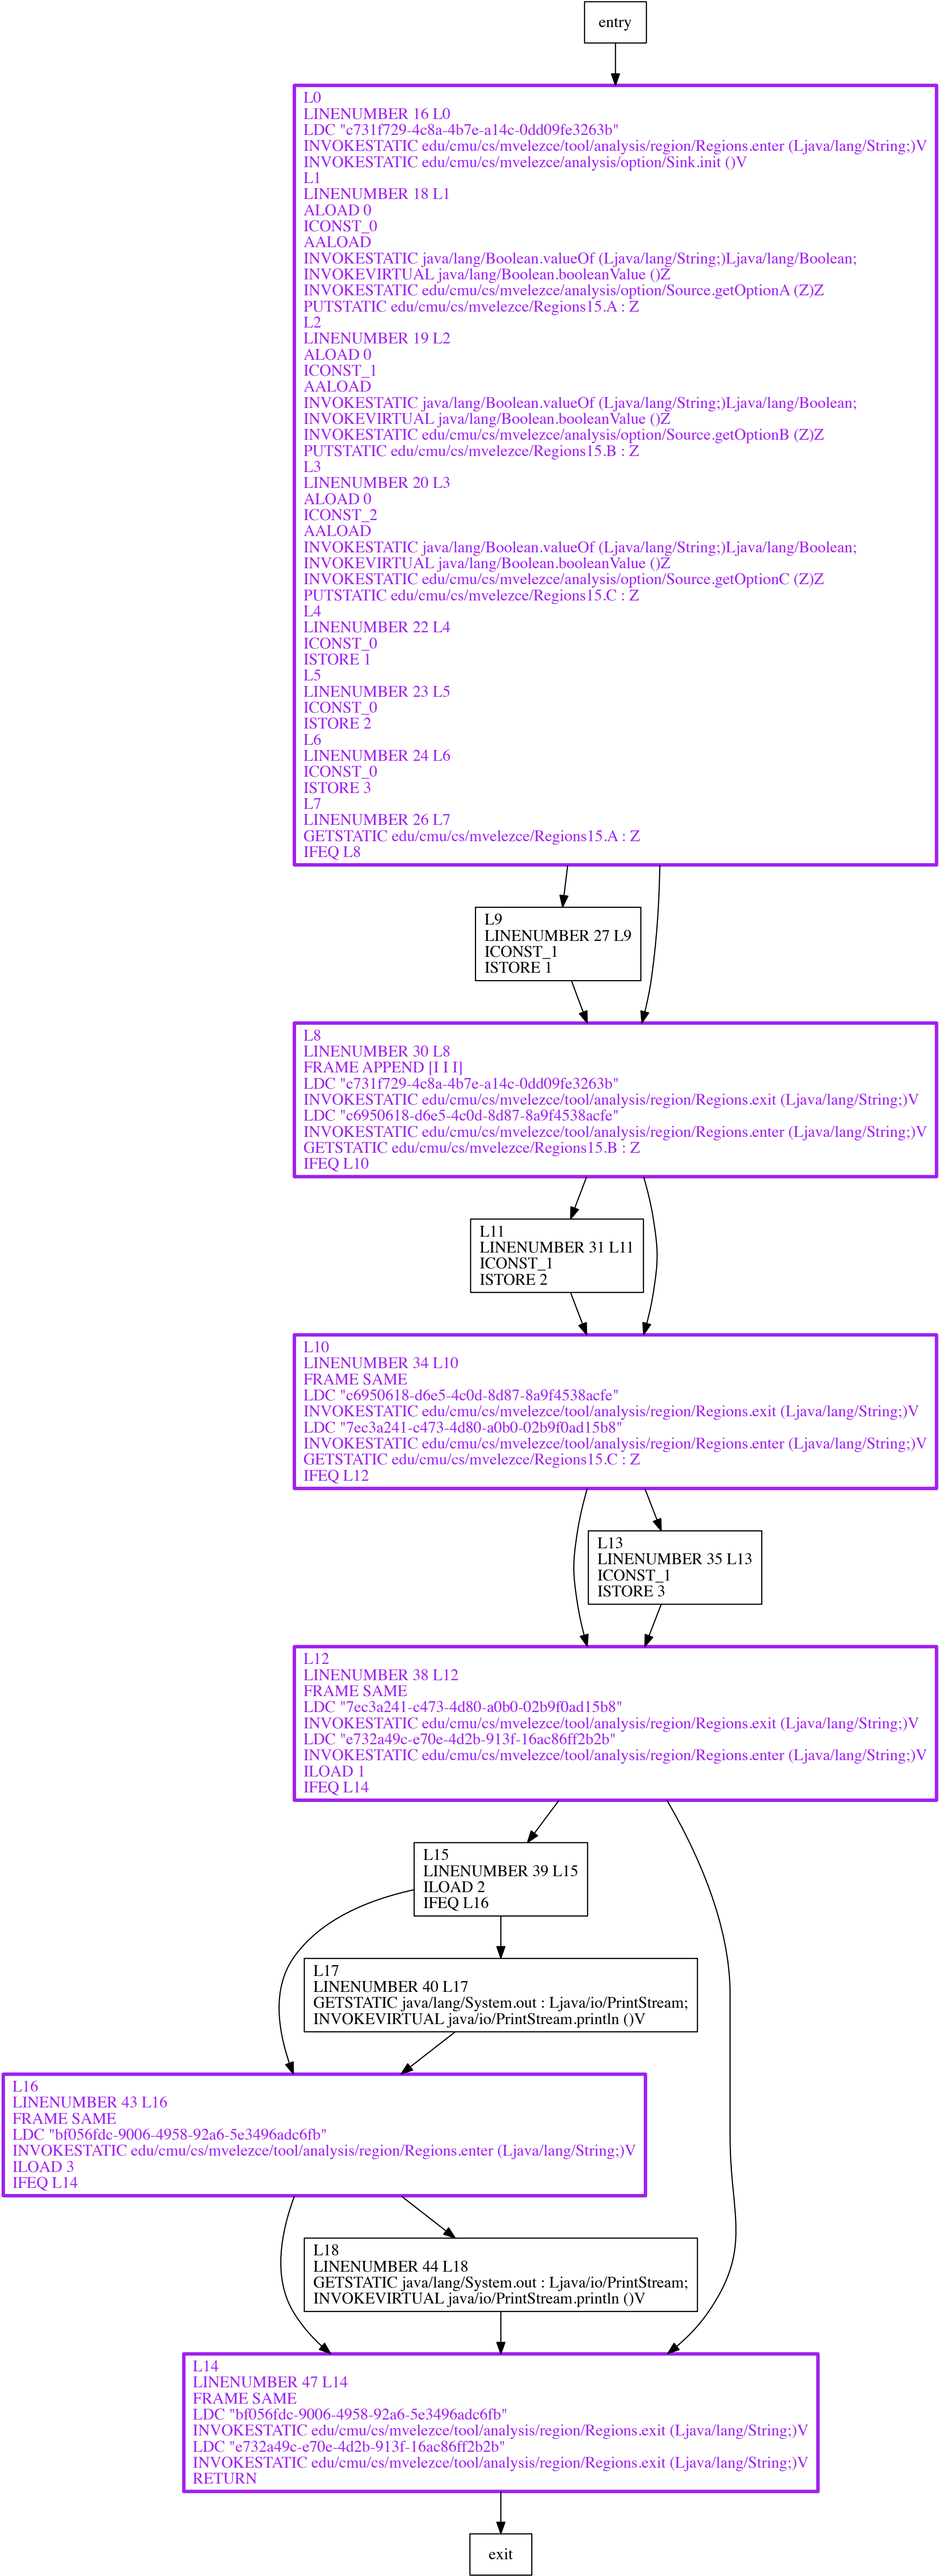 entry
L0
LINENUMBER 16 L0
LDC "c731f729-4c8a-4b7e-a14c-0dd09fe3263b"
INVOKESTATIC edu/cmu/cs/mvelezce/tool/analysis/region/Regions.enter (Ljava/lang/String;)V
INVOKESTATIC edu/cmu/cs/mvelezce/analysis/option/Sink.init ()V
L1
LINENUMBER 18 L1
ALOAD 0
ICONST_0
AALOAD
INVOKESTATIC java/lang/Boolean.valueOf (Ljava/lang/String;)Ljava/lang/Boolean;
INVOKEVIRTUAL java/lang/Boolean.booleanValue ()Z
INVOKESTATIC edu/cmu/cs/mvelezce/analysis/option/Source.getOptionA (Z)Z
PUTSTATIC edu/cmu/cs/mvelezce/Regions15.A : Z
L2
LINENUMBER 19 L2
ALOAD 0
ICONST_1
AALOAD
INVOKESTATIC java/lang/Boolean.valueOf (Ljava/lang/String;)Ljava/lang/Boolean;
INVOKEVIRTUAL java/lang/Boolean.booleanValue ()Z
INVOKESTATIC edu/cmu/cs/mvelezce/analysis/option/Source.getOptionB (Z)Z
PUTSTATIC edu/cmu/cs/mvelezce/Regions15.B : Z
L3
LINENUMBER 20 L3
ALOAD 0
ICONST_2
AALOAD
INVOKESTATIC java/lang/Boolean.valueOf (Ljava/lang/String;)Ljava/lang/Boolean;
INVOKEVIRTUAL java/lang/Boolean.booleanValue ()Z
INVOKESTATIC edu/cmu/cs/mvelezce/analysis/option/Source.getOptionC (Z)Z
PUTSTATIC edu/cmu/cs/mvelezce/Regions15.C : Z
L4
LINENUMBER 22 L4
ICONST_0
ISTORE 1
L5
LINENUMBER 23 L5
ICONST_0
ISTORE 2
L6
LINENUMBER 24 L6
ICONST_0
ISTORE 3
L7
LINENUMBER 26 L7
GETSTATIC edu/cmu/cs/mvelezce/Regions15.A : Z
IFEQ L8
L9
LINENUMBER 27 L9
ICONST_1
ISTORE 1
L8
LINENUMBER 30 L8
FRAME APPEND [I I I]
LDC "c731f729-4c8a-4b7e-a14c-0dd09fe3263b"
INVOKESTATIC edu/cmu/cs/mvelezce/tool/analysis/region/Regions.exit (Ljava/lang/String;)V
LDC "c6950618-d6e5-4c0d-8d87-8a9f4538acfe"
INVOKESTATIC edu/cmu/cs/mvelezce/tool/analysis/region/Regions.enter (Ljava/lang/String;)V
GETSTATIC edu/cmu/cs/mvelezce/Regions15.B : Z
IFEQ L10
L11
LINENUMBER 31 L11
ICONST_1
ISTORE 2
L10
LINENUMBER 34 L10
FRAME SAME
LDC "c6950618-d6e5-4c0d-8d87-8a9f4538acfe"
INVOKESTATIC edu/cmu/cs/mvelezce/tool/analysis/region/Regions.exit (Ljava/lang/String;)V
LDC "7ec3a241-c473-4d80-a0b0-02b9f0ad15b8"
INVOKESTATIC edu/cmu/cs/mvelezce/tool/analysis/region/Regions.enter (Ljava/lang/String;)V
GETSTATIC edu/cmu/cs/mvelezce/Regions15.C : Z
IFEQ L12
L13
LINENUMBER 35 L13
ICONST_1
ISTORE 3
L12
LINENUMBER 38 L12
FRAME SAME
LDC "7ec3a241-c473-4d80-a0b0-02b9f0ad15b8"
INVOKESTATIC edu/cmu/cs/mvelezce/tool/analysis/region/Regions.exit (Ljava/lang/String;)V
LDC "e732a49c-e70e-4d2b-913f-16ac86ff2b2b"
INVOKESTATIC edu/cmu/cs/mvelezce/tool/analysis/region/Regions.enter (Ljava/lang/String;)V
ILOAD 1
IFEQ L14
L15
LINENUMBER 39 L15
ILOAD 2
IFEQ L16
L17
LINENUMBER 40 L17
GETSTATIC java/lang/System.out : Ljava/io/PrintStream;
INVOKEVIRTUAL java/io/PrintStream.println ()V
L16
LINENUMBER 43 L16
FRAME SAME
LDC "bf056fdc-9006-4958-92a6-5e3496adc6fb"
INVOKESTATIC edu/cmu/cs/mvelezce/tool/analysis/region/Regions.enter (Ljava/lang/String;)V
ILOAD 3
IFEQ L14
L18
LINENUMBER 44 L18
GETSTATIC java/lang/System.out : Ljava/io/PrintStream;
INVOKEVIRTUAL java/io/PrintStream.println ()V
L14
LINENUMBER 47 L14
FRAME SAME
LDC "bf056fdc-9006-4958-92a6-5e3496adc6fb"
INVOKESTATIC edu/cmu/cs/mvelezce/tool/analysis/region/Regions.exit (Ljava/lang/String;)V
LDC "e732a49c-e70e-4d2b-913f-16ac86ff2b2b"
INVOKESTATIC edu/cmu/cs/mvelezce/tool/analysis/region/Regions.exit (Ljava/lang/String;)V
RETURN
exit